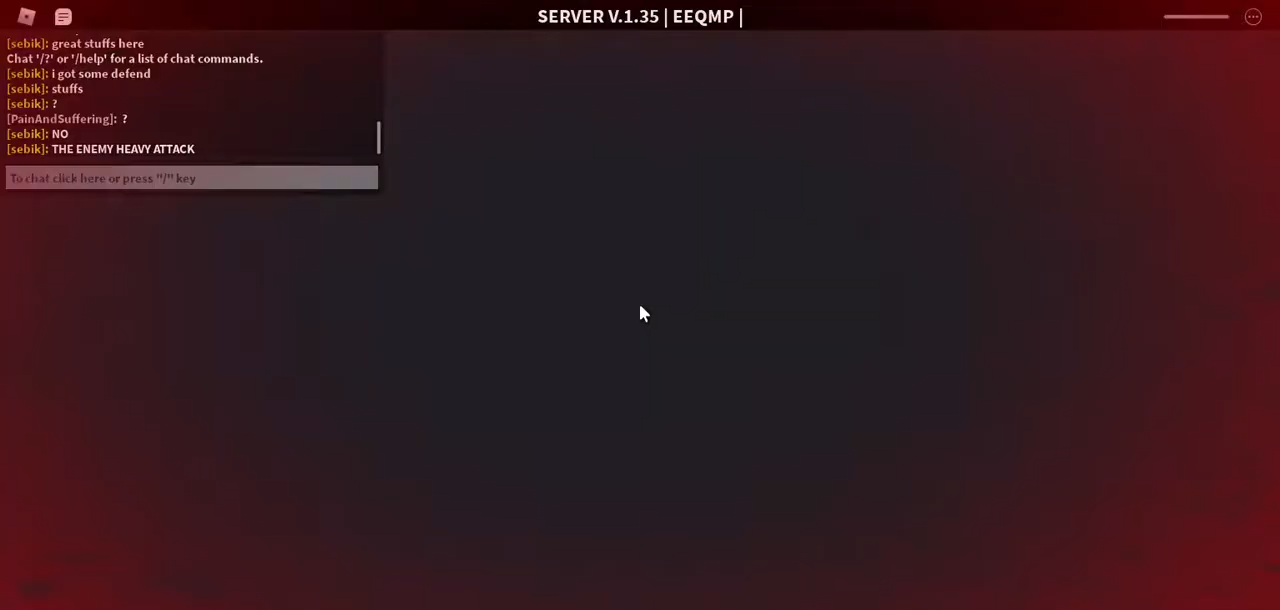 SERVER V.1.35 | EEQMP |
[sebik]: great stuffs here
Chat '/?' or '/help' for a list of chat commands.
[sebik]: i got some defend
[sebik]: stuffs
[sebik]: ?
[PainAndSuffering]: ?
[sebik]: NO
[sebik]: THE ENEMY HEAVY ATTACK
To chat click here or press "/" key